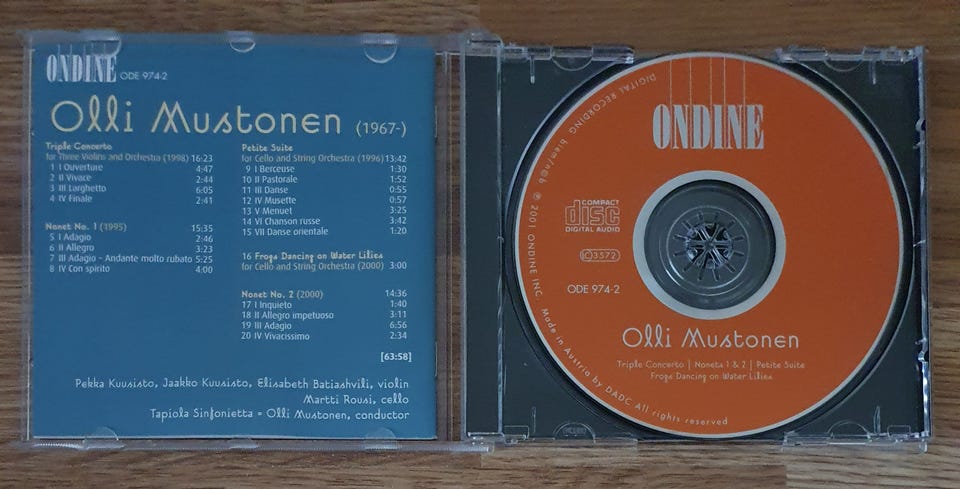 ONDINE ODE 974-2
Olli Mustonen (1967-)
Triple Concerto
for Three Violins and Orchestra (1998) 16:23
1 I Ouverture 4:47
2 II Vivace 2:44
3 III Larghetto 6:05
4 IV Finale 2:41
Nonet No. 1 (1995) 15:35
5 I Adagio 2:46
6 II Allegro 3:23
7 III Adagio - Andante molto rubato 5:25
8 IV Con spirito 4:00
Petite Suite
for Cello and String Orchestra (1996) 13:42
9 I Berceuse 1:30
10 II Pastorale 1:52
11 III Danse 0:55
12 IV Musette 0:57
13 V Menuet 3:25
14 VI Chanson russe 3:42
15 VII Danse orientale 1:20
16 Frogs Dancing on Water Lilies
for Cello and String Orchestra (2000) 3:00
Nonet No. 2 (2000) 14:36
17 I Inquieto 1:40
18 II Allegro impetuoso 3:11
19 III Adagio 6:56
20 IV Vivacissimo 2:34
[63:58]
Pekka Kuusisto, Jaakko Kuusisto, Elisabeth Batiashvili, violin
Martti Rousi, cello
Tapiola Sinfonietta - Olli Mustonen, conductor
DIGITAL RECORDING
ONDINE
COMPACT
disc
DIGITAL AUDIO
LC 3572
ODE 974-2
Olli Mustonen
Triple Concerto | Nonets 1 & 2 | Petite Suite
Frogs Dancing on Water Lilies
biem/n©b ℗ 2001 ONDINE INC. Made in Austria by DADC All rights reserved